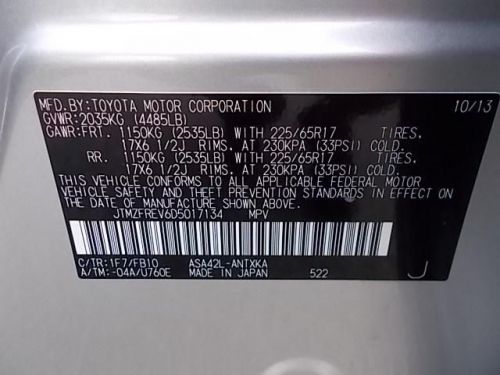 MFD.BY:TOYOTA MOTOR CORPORATION 10/13
GVWR:2035KG (4485LB)
GAWR:FRT. 1150KG (2535LB) WITH 225/65R17 TIRES.
17X6 1/2J RIMS. AT 230KPA (33PSI) COLD.
RR. 1150KG (2535LB) WITH 225/65R17 TIRES.
17X6 1/2J RIMS. AT 230KPA (33PSI) COLD.
THIS VEHICLE CONFORMS TO ALL APPLICABLE FEDERAL MOTOR
VEHICLE SAFETY AND THEFT PREVENTION STANDARDS IN EFFECT
ON THE DATE OF MANUFACTURE SHOWN ABOVE.
JTMZFREV6D5017134 MPV
C/TR:1F7/FB10 ASA42L-ANTXKA
A/TM:-04A/U760E MADE IN JAPAN 522 J